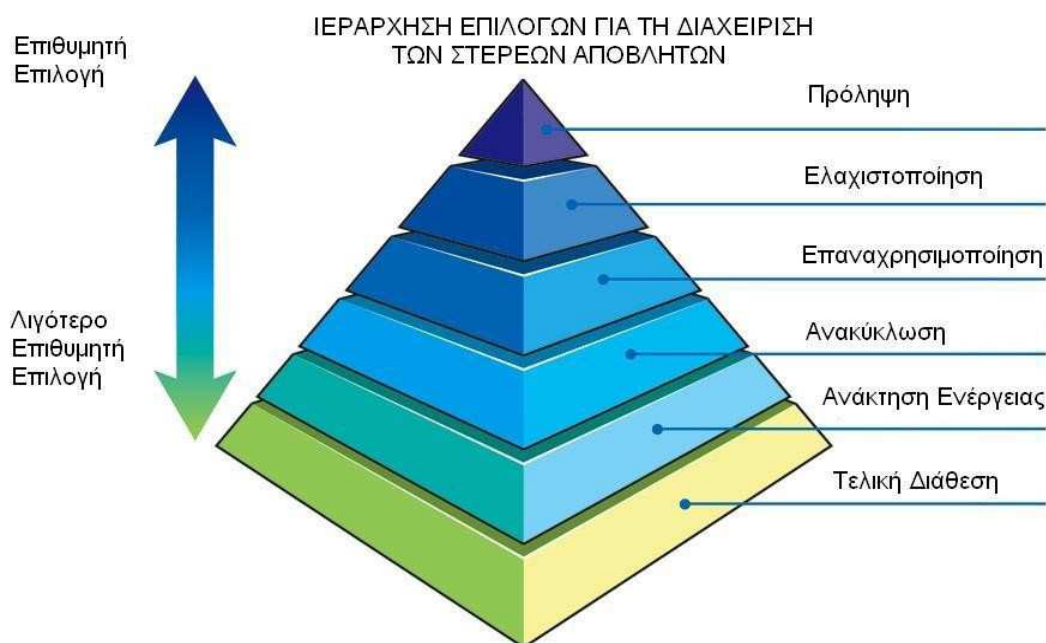 ΙΕΡΑΡΧΗΣΗ ΕΠΙΛΟΓΩΝ ΓΙΑ ΤΗ ΔΙΑΧΕΙΡΙΣΗ
ΤΩΝ ΣΤΕΡΕΩΝ ΑΠΟΒΛΗΤΩΝ
Επιθυμητή
Επιλογή
Πρόληψη
Ελαχιστοποίηση
Επαναχρησιμοποίηση
Λιγότερο
Επιθυμητή
Επιλογή
Ανακύκλωση
Ανάκτηση Ενέργειας
Τελική Διάθεση